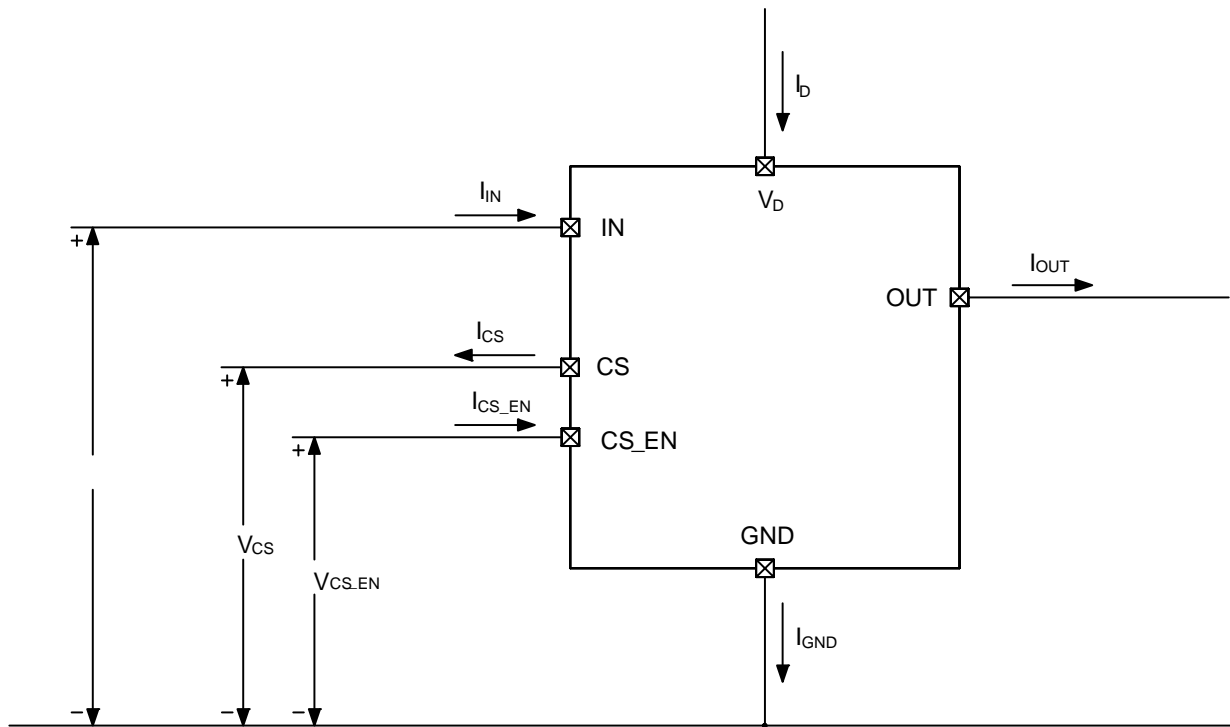 I_D
V_D
I_IN
+
IN
OUT
I_OUT
I_CS
+
CS
I_CS_EN
+
CS_EN
V_CS
GND
V_CS_EN
I_GND
−
−
−